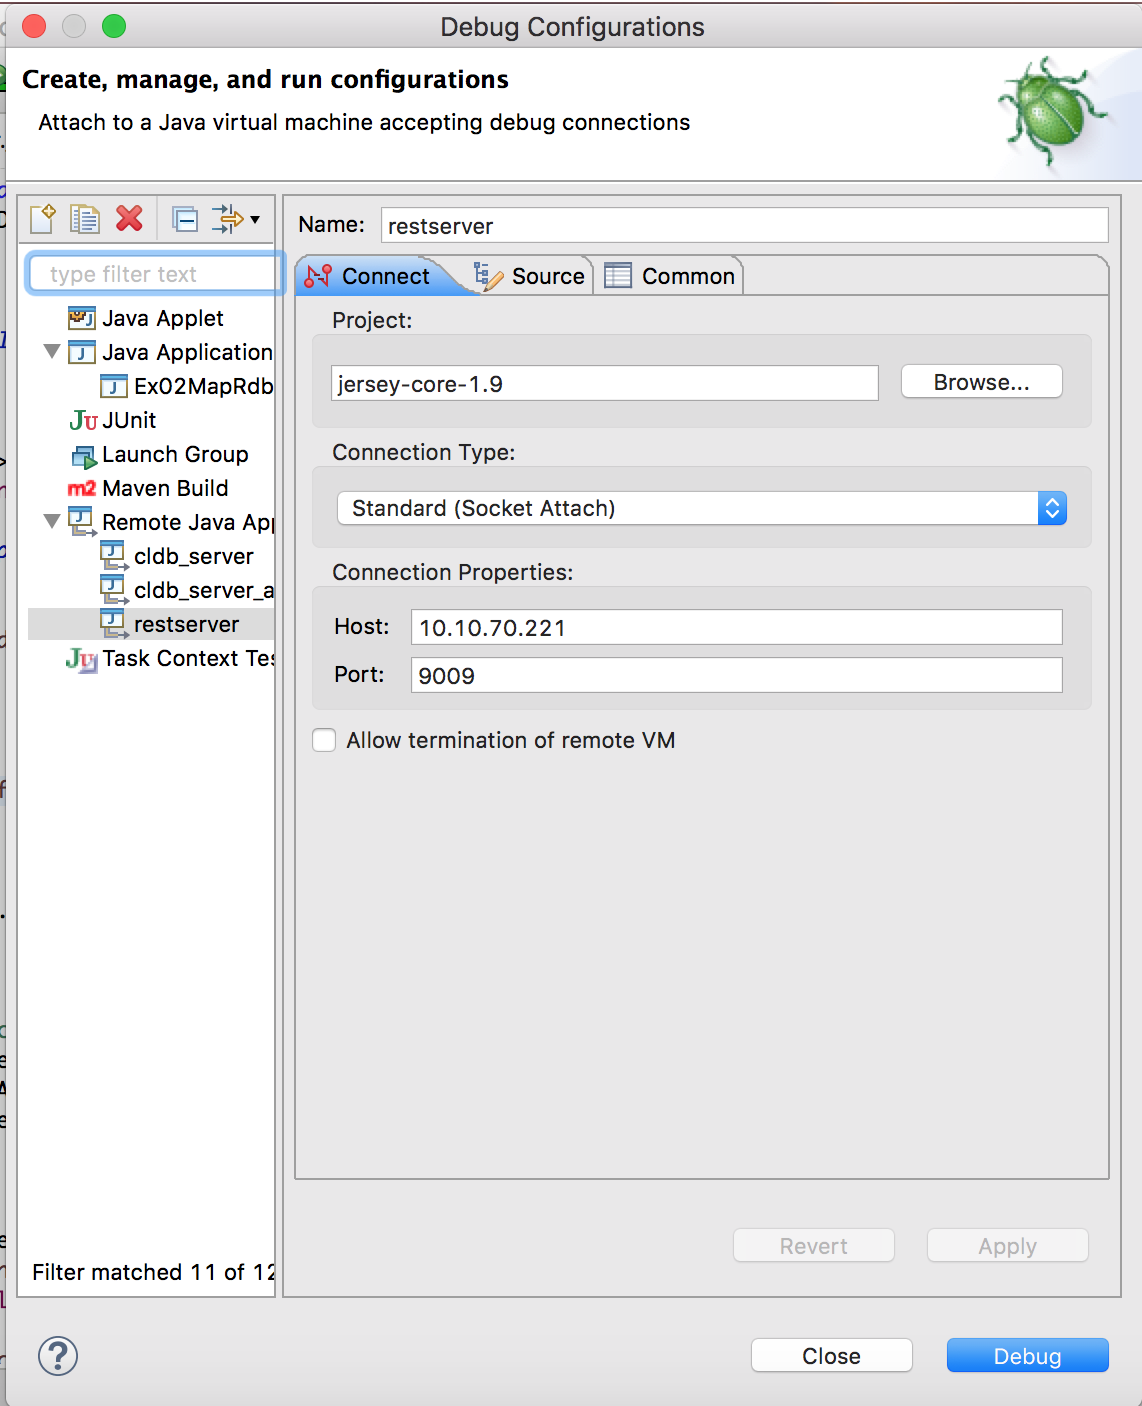 Debug Configurations
Create, manage, and run configurations
Attach to a Java virtual machine accepting debug connections
type filter text
Java Applet
Java Application
Ex02MapRdb
JUnit
Launch Group
m2 Maven Build
Remote Java App
cldb_server
cldb_server_a
restserver
Task Context Tes
Filter matched 11 of 12
Name: restserver
Connect Source Common
Project:
jersey-core-1.9 Browse...
Connection Type:
Standard (Socket Attach)
Connection Properties:
Host: 10.10.70.221
Port: 9009
Allow termination of remote VM
Revert Apply
? Close Debug